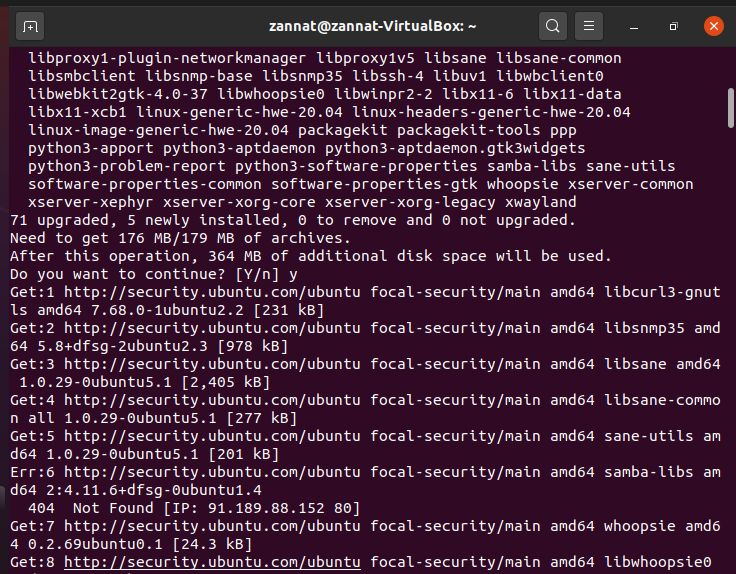 zannat@zannat-VirtualBox: ~
libproxy1-plugin-networkmanager libproxy1v5 libsane libsane-common
libsmbclient libsnmp-base libsnmp35 libssh-4 libuv1 libwbclient0
libwebkit2gtk-4.0-37 libwhoopsie0 libwinpr2-2 libx11-6 libx11-data
libx11-xcb1 linux-generic-hwe-20.04 linux-headers-generic-hwe-20.04
linux-image-generic-hwe-20.04 packagekit packagekit-tools ppp
python3-apport python3-aptdaemon python3-aptdaemon.gtk3widgets
python3-problem-report python3-software-properties samba-libs sane-utils
software-properties-common software-properties-gtk whoopsie xserver-common
xserver-xephyr xserver-xorg-core xserver-xorg-legacy xwayland
71 upgraded, 5 newly installed, 0 to remove and 0 not upgraded.
Need to get 176 MB/179 MB of archives.
After this operation, 364 MB of additional disk space will be used.
Do you want to continue? [Y/n] y
Get:1 http://security.ubuntu.com/ubuntu focal-security/main amd64 libcurl3-gnut
ls amd64 7.68.0-1ubuntu2.2 [231 kB]
Get:2 http://security.ubuntu.com/ubuntu focal-security/main amd64 libsnmp35 amd
64 5.8+dfsg-2ubuntu2.3 [978 kB]
Get:3 http://security.ubuntu.com/ubuntu focal-security/main amd64 libsane amd64
1.0.29-0ubuntu5.1 [2,405 kB]
Get:4 http://security.ubuntu.com/ubuntu focal-security/main amd64 libsane-commo
n all 1.0.29-0ubuntu5.1 [277 kB]
Get:5 http://security.ubuntu.com/ubuntu focal-security/main amd64 sane-utils am
d64 1.0.29-0ubuntu5.1 [201 kB]
Err:6 http://security.ubuntu.com/ubuntu focal-security/main amd64 samba-libs am
d64 2:4.11.6+dfsg-0ubuntu1.4
404  Not Found [IP: 91.189.88.152 80]
Get:7 http://security.ubuntu.com/ubuntu focal-security/main amd64 whoopsie amd6
4 0.2.69ubuntu0.1 [24.3 kB]
Get:8 http://security.ubuntu.com/ubuntu focal-security/main amd64 libwhoopsie0